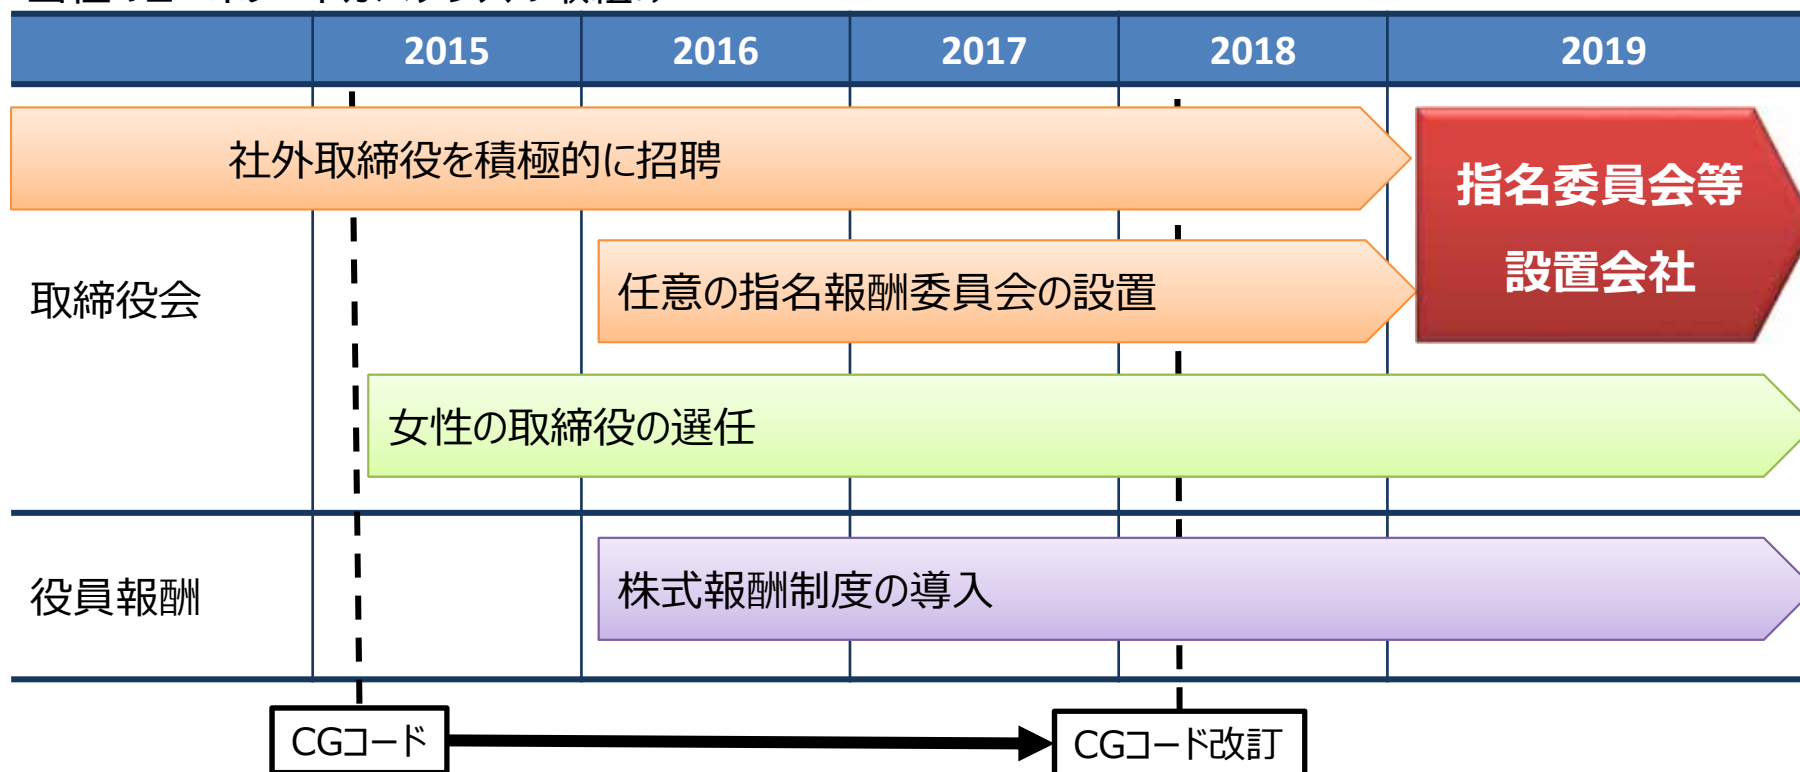 2015 2016 2017 2018 2019
社外取締役を積極的に招聘
指名委員会等
設置会社
取締役会
任意の指名報酬委員会の設置
女性の取締役の選任
役員報酬
株式報酬制度の導入
CGコード
CGコード改訂